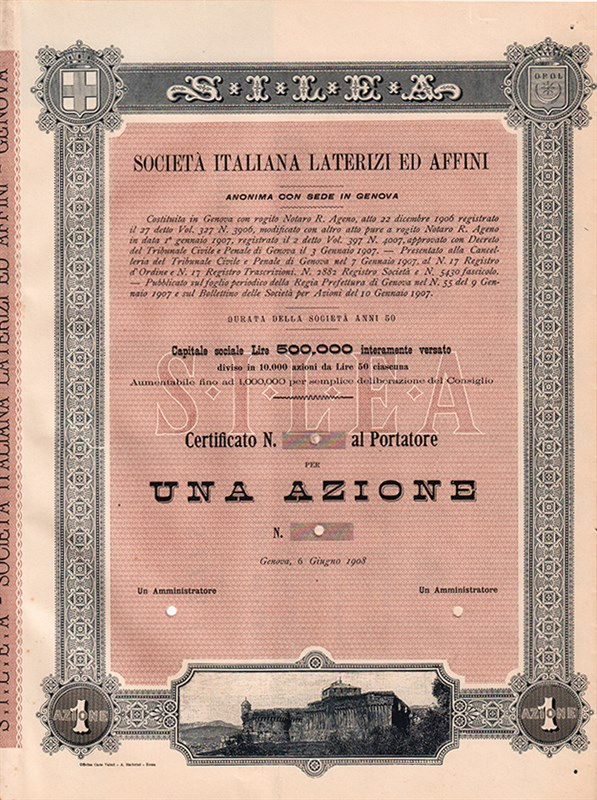 S·I·L·E·A
O.P.Q.L
SOCIETÀ ITALIANA LATERIZI ED AFFINI
ANONIMA CON SEDE IN GENOVA
Costituita in Genova con rogito Notaro R. Ageno, atto 22 dicembre 1906 registrato
il 27 detto Vol. 327 N. 3906, modificato con altro atto pure a rogito Notaro R. Ageno
in data 1º gennaio 1907, registrato il 2 detto Vol. 397 N. 4007, approvato con Decreto
del Tribunale Civile e Penale di Genova il 3 Gennaio 1907. — Presentato alla Cancel-
leria del Tribunale Civile e Penale di Genova nel 7 Gennaio 1907, al N. 17 Registro
d'Ordine e N. 17 Registro Trascrizioni. N. 2882 Registro Società e N. 5430 fascicolo.
— Pubblicato sul foglio periodico della Regia Prefettura di Genova nel N. 55 del 9 Gen-
naio 1907 e sul Bollettino delle Società per Azioni del 10 Gennaio 1907.
DURATA DELLA SOCIETÀ ANNI 50
Capitale sociale Lire 500,000 interamente versato
diviso in 10.000 azioni da Lire 50 ciascuna
Aumentabile fino ad 1,000,000 per semplice deliberazione del Consiglio
S·I·L·E·A
Certificato N. al Portatore
PER
UNA AZIONE
N.
Genova, 6 Giugno 1908
Un Amministratore
Un Amministratore
AZIONE 1
AZIONE 1
Officina Carte Valori - Roma
S.I.L.E.A - SOCIETÀ ITALIANA LATERIZI ED AFFINI - GENOVA